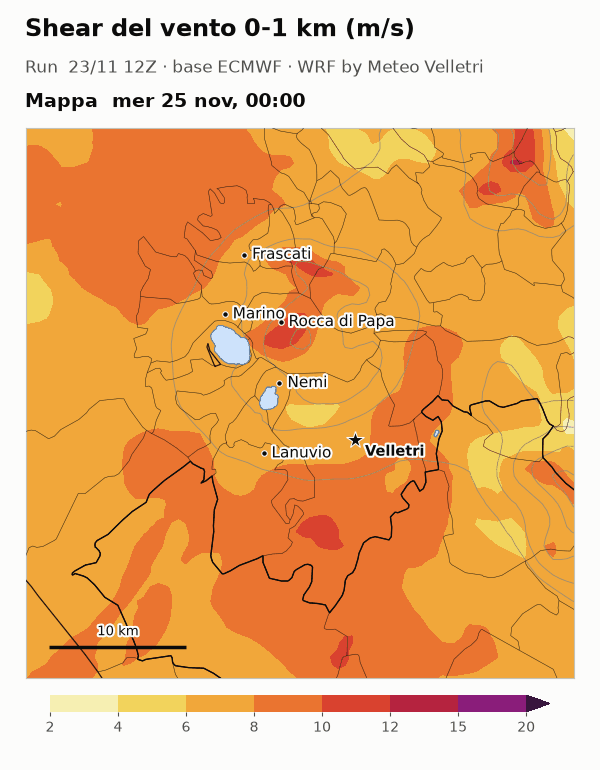 Shear del vento 0-1 km (m/s)
Run  23/11 12Z · base ECMWF · WRF by Meteo Velletri
Mappa  mer 25 nov, 00:00
Frascati
Marino
Rocca di Papa
Nemi
Velletri
Lanuvio
10 km
2 4 6 8 10 12 15 20